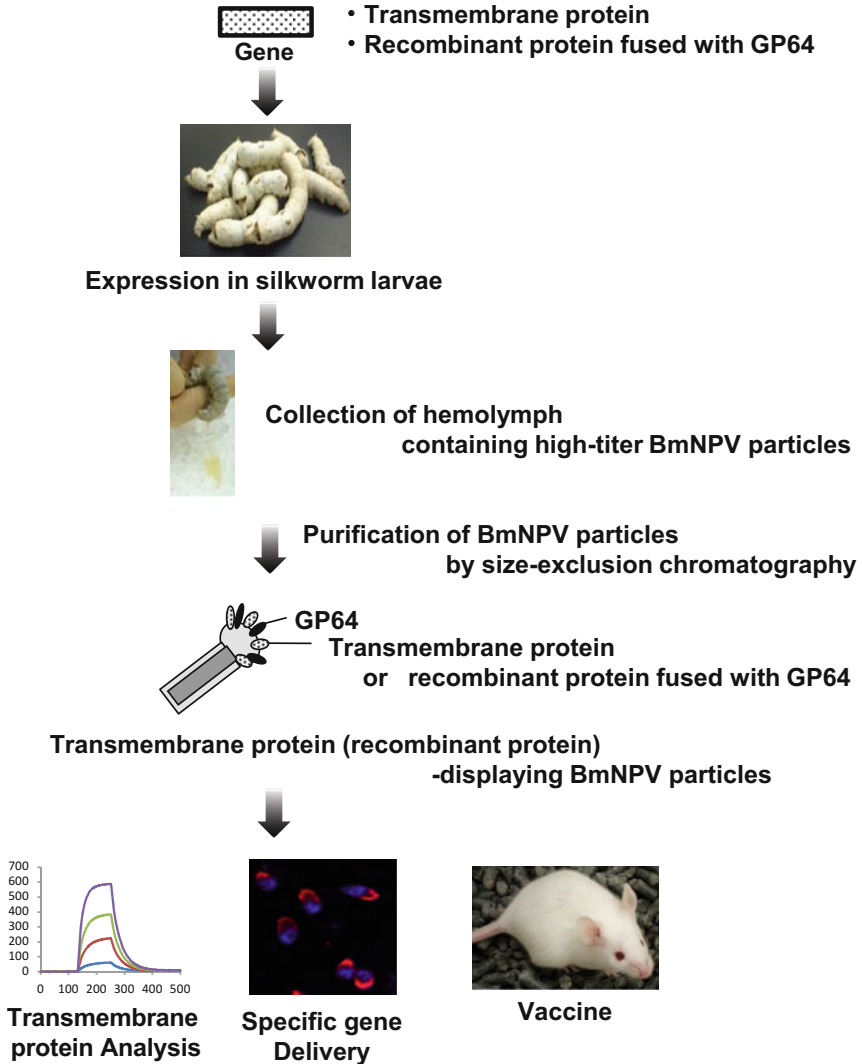 ・Transmembrane protein
・Recombinant protein fused with GP64
Gene
Expression in silkworm larvae
Collection of hemolymph
containing high-titer BmNPV particles
Purification of BmNPV particles
by size-exclusion chromatography
GP64
Transmembrane protein
or recombinant protein fused with GP64
Transmembrane protein (recombinant protein)
-displaying BmNPV particles
700
600
500
400
300
200
100
0
0 100 200 300 400 500
Transmembrane
protein Analysis
Specific gene
Delivery
Vaccine